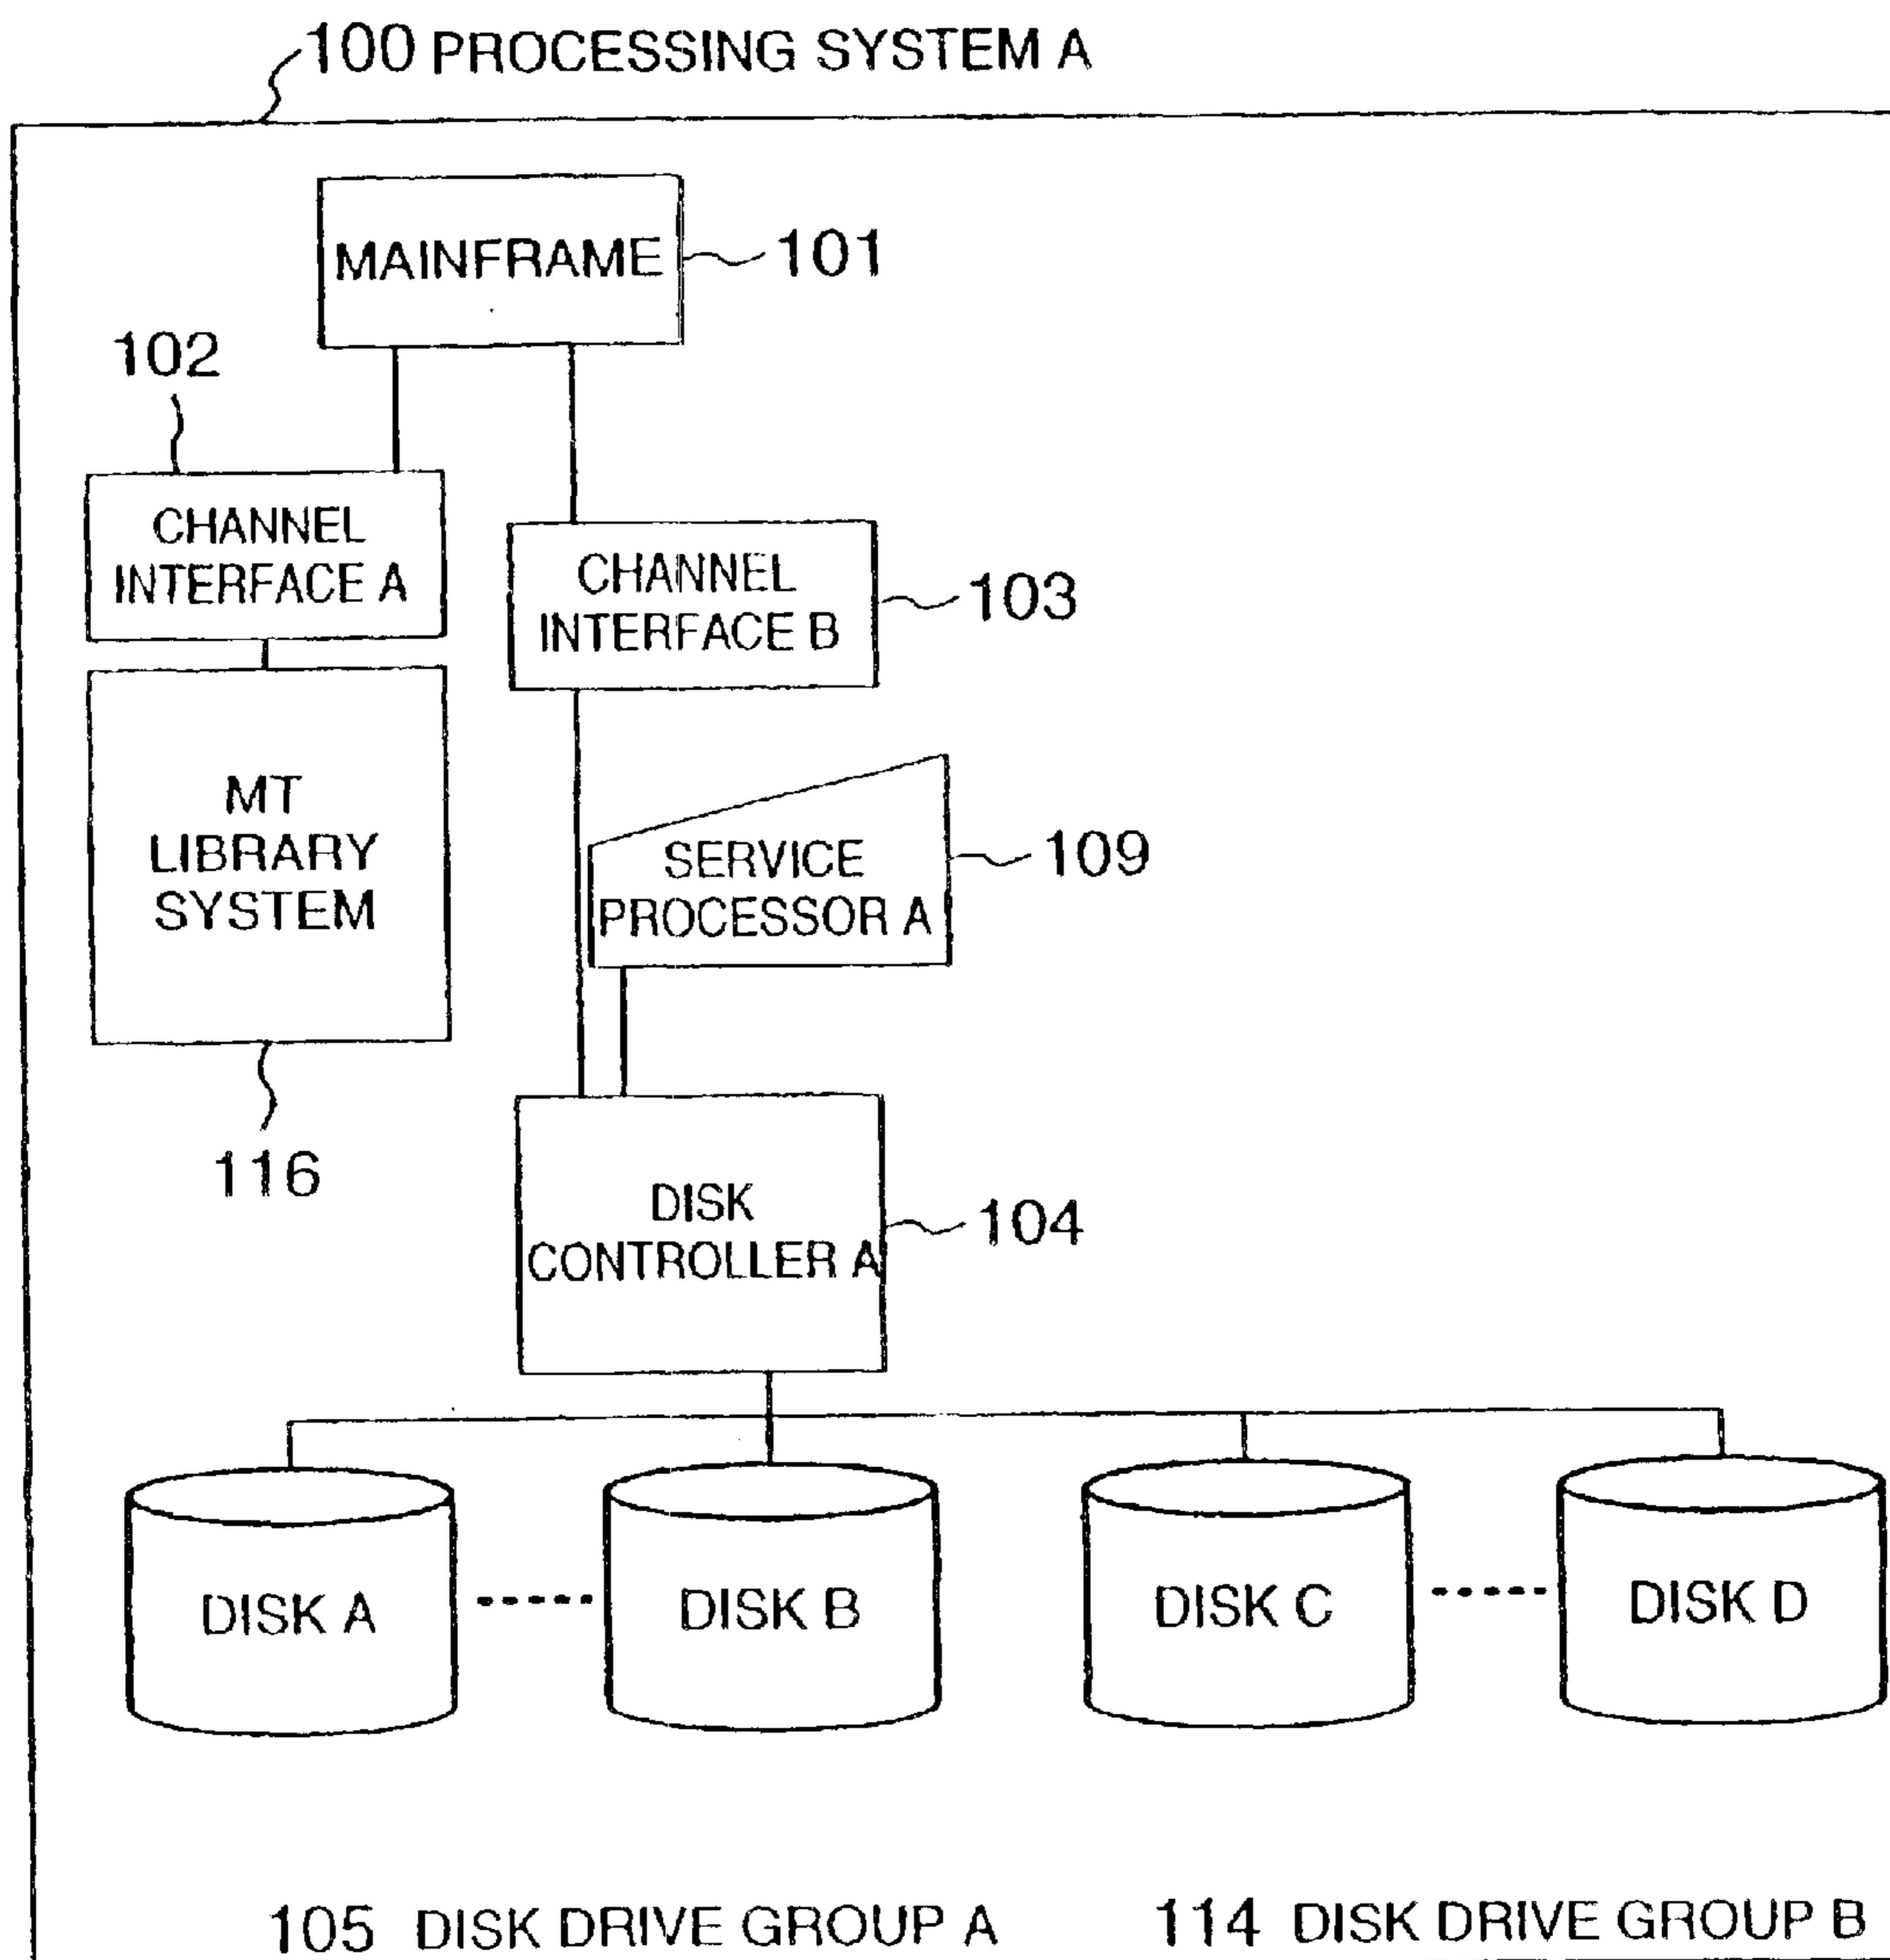 100 PROCESSING SYSTEM A
MAINFRAME
101
102
CHANNEL
INTERFACE A
CHANNEL
INTERFACE B
103
MT
LIBRARY
SYSTEM
SERVICE
PROCESSOR A
109
116
DISK
CONTROLLER A
104
DISK A
DISK B
DISK C
DISK D
105 DISK DRIVE GROUP A
114 DISK DRIVE GROUP B